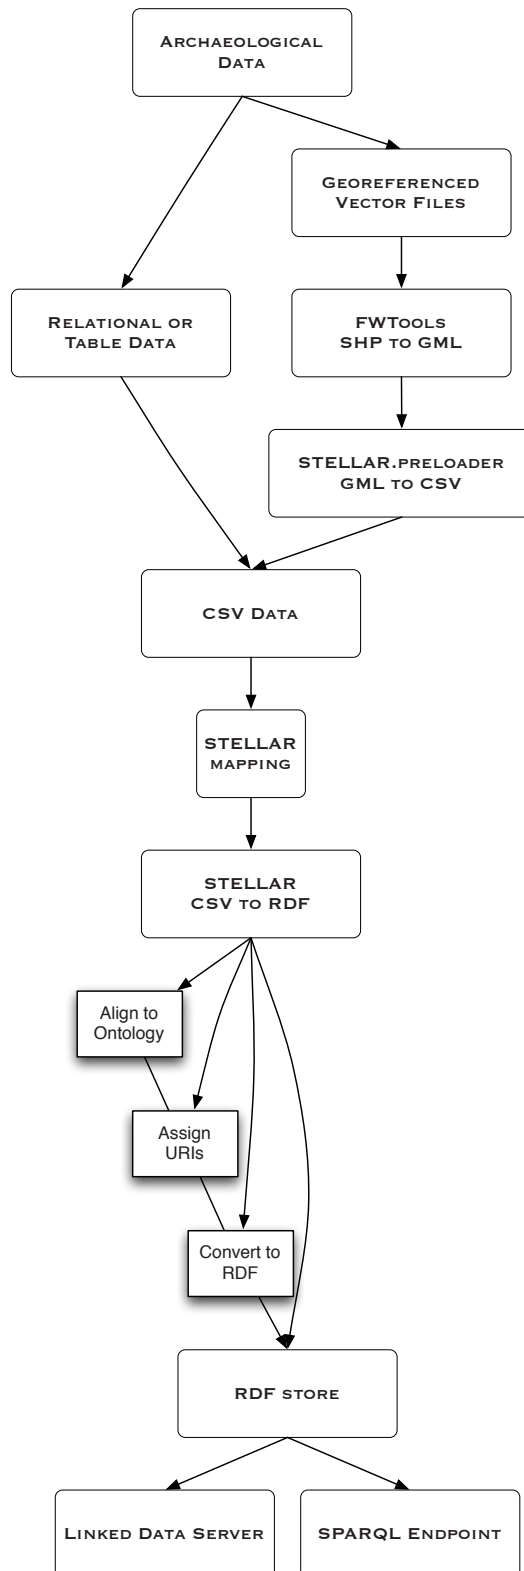 Archaeological
Data
Georeferenced
Vector Files
Relational or
Table Data
FWTools
SHP to GML
STELLAR.preloader
GML to CSV
CSV Data
STELLAR
mapping
STELLAR
CSV to RDF
Align to
Ontology
Assign
URIs
Convert to
RDF
RDF store
Linked Data Server
SPARQL Endpoint